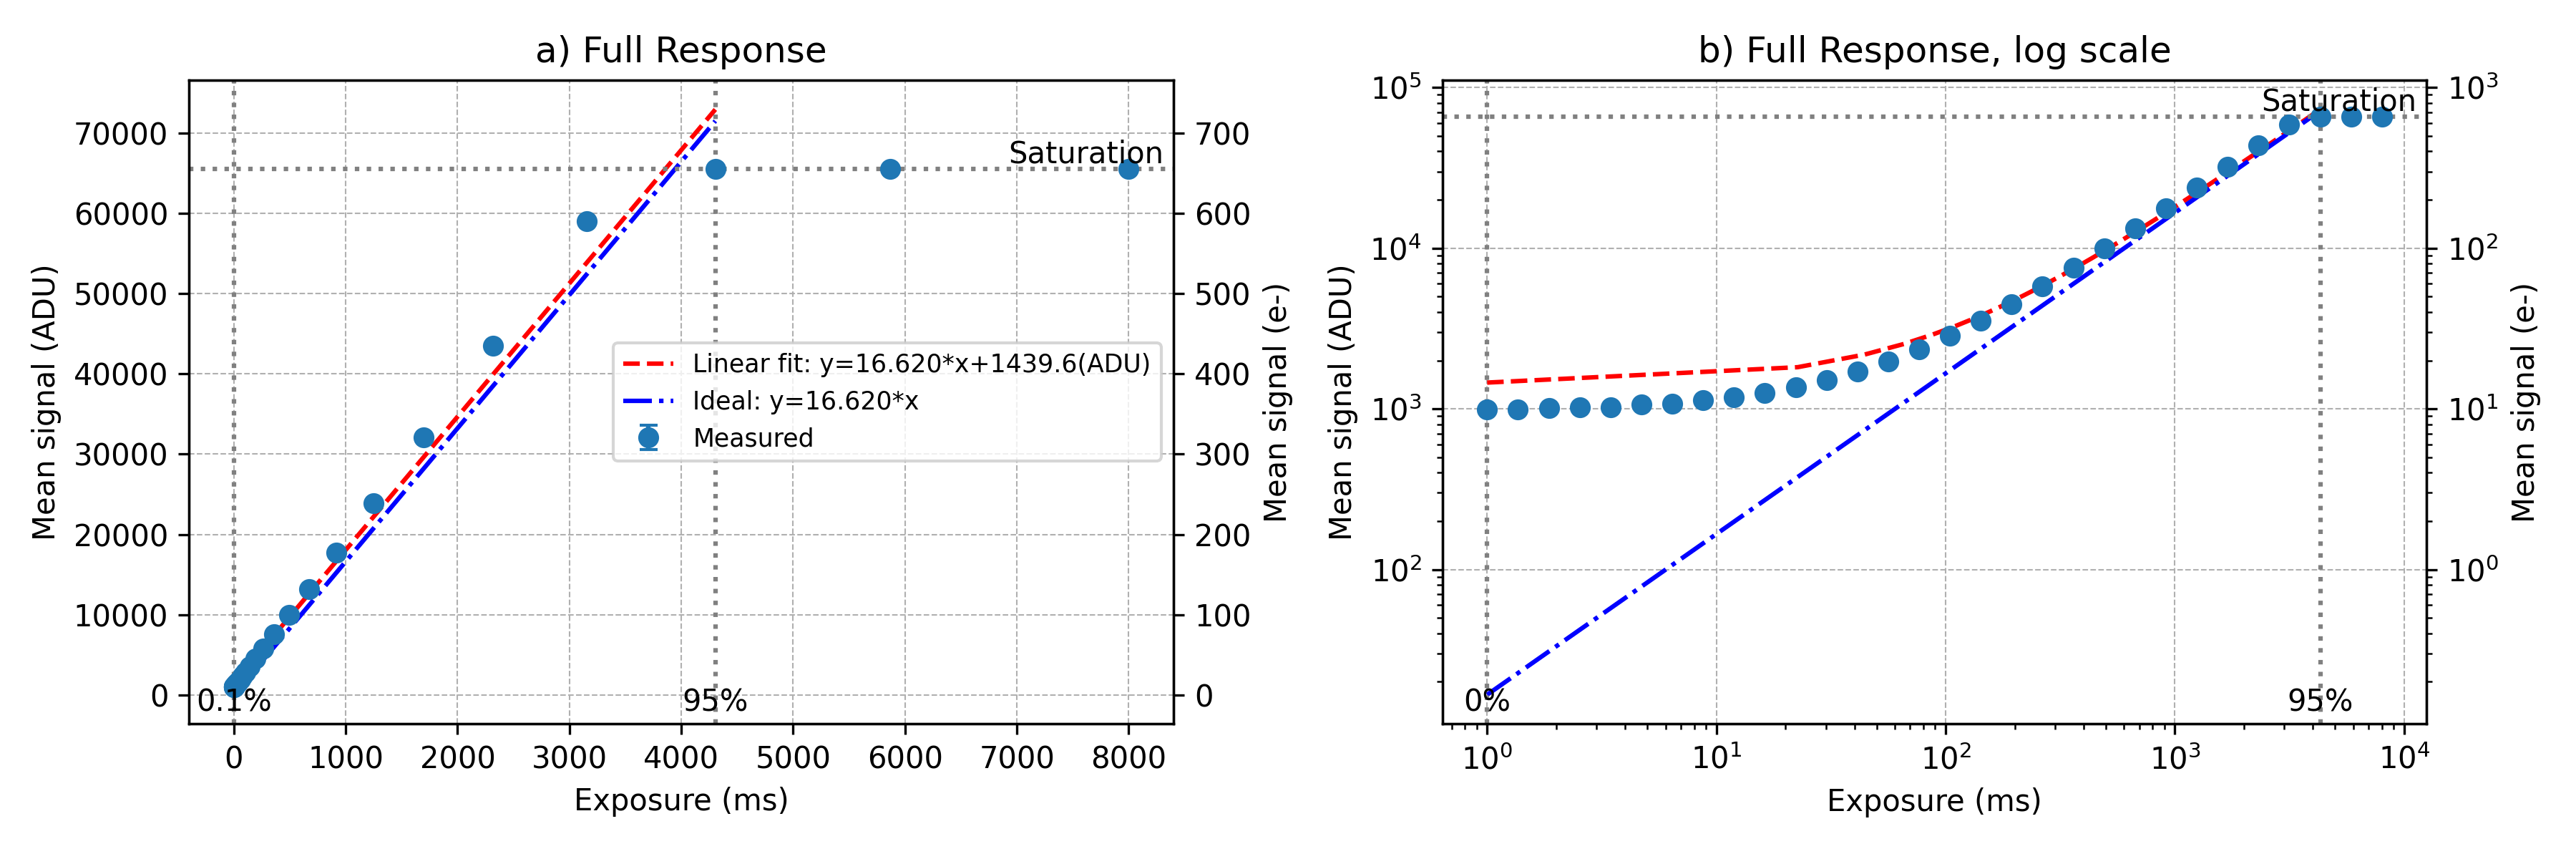 a) Full Response
Mean signal (ADU)
70000
60000
50000
40000
30000
20000
10000
0
Saturation
Linear fit: y=16.620*x+1439.6(ADU)
Ideal: y=16.620*x
Measured
0.1%
95%
0 1000 2000 3000 4000 5000 6000 7000 8000
Exposure (ms)
700
600
500
400
300
200
100
0
Mean signal (e-)
b) Full Response, log scale
Mean signal (ADU)
10⁵
10⁴
10³
10²
Saturation
0%
95%
10⁰ 10¹ 10² 10³ 10⁴
Exposure (ms)
10³
10²
10¹
10⁰
Mean signal (e-)